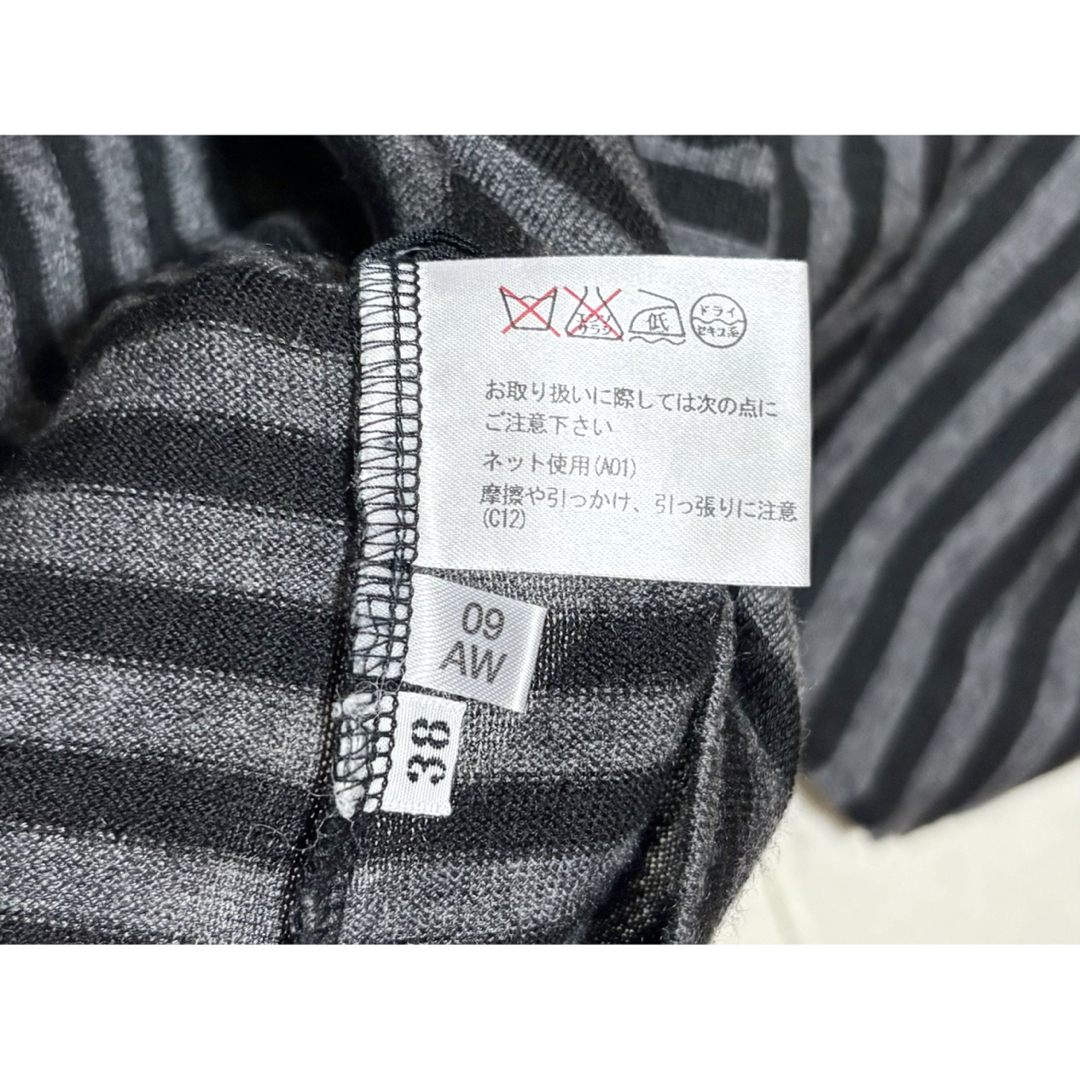 エンソ
サラシ
低
ドライ
セキユ系
お取り扱いに際しては次の点に
ご注意下さい
ネット使用(A01)
摩擦や引っかけ、引っ張りに注意
(C12)
09
AW
38